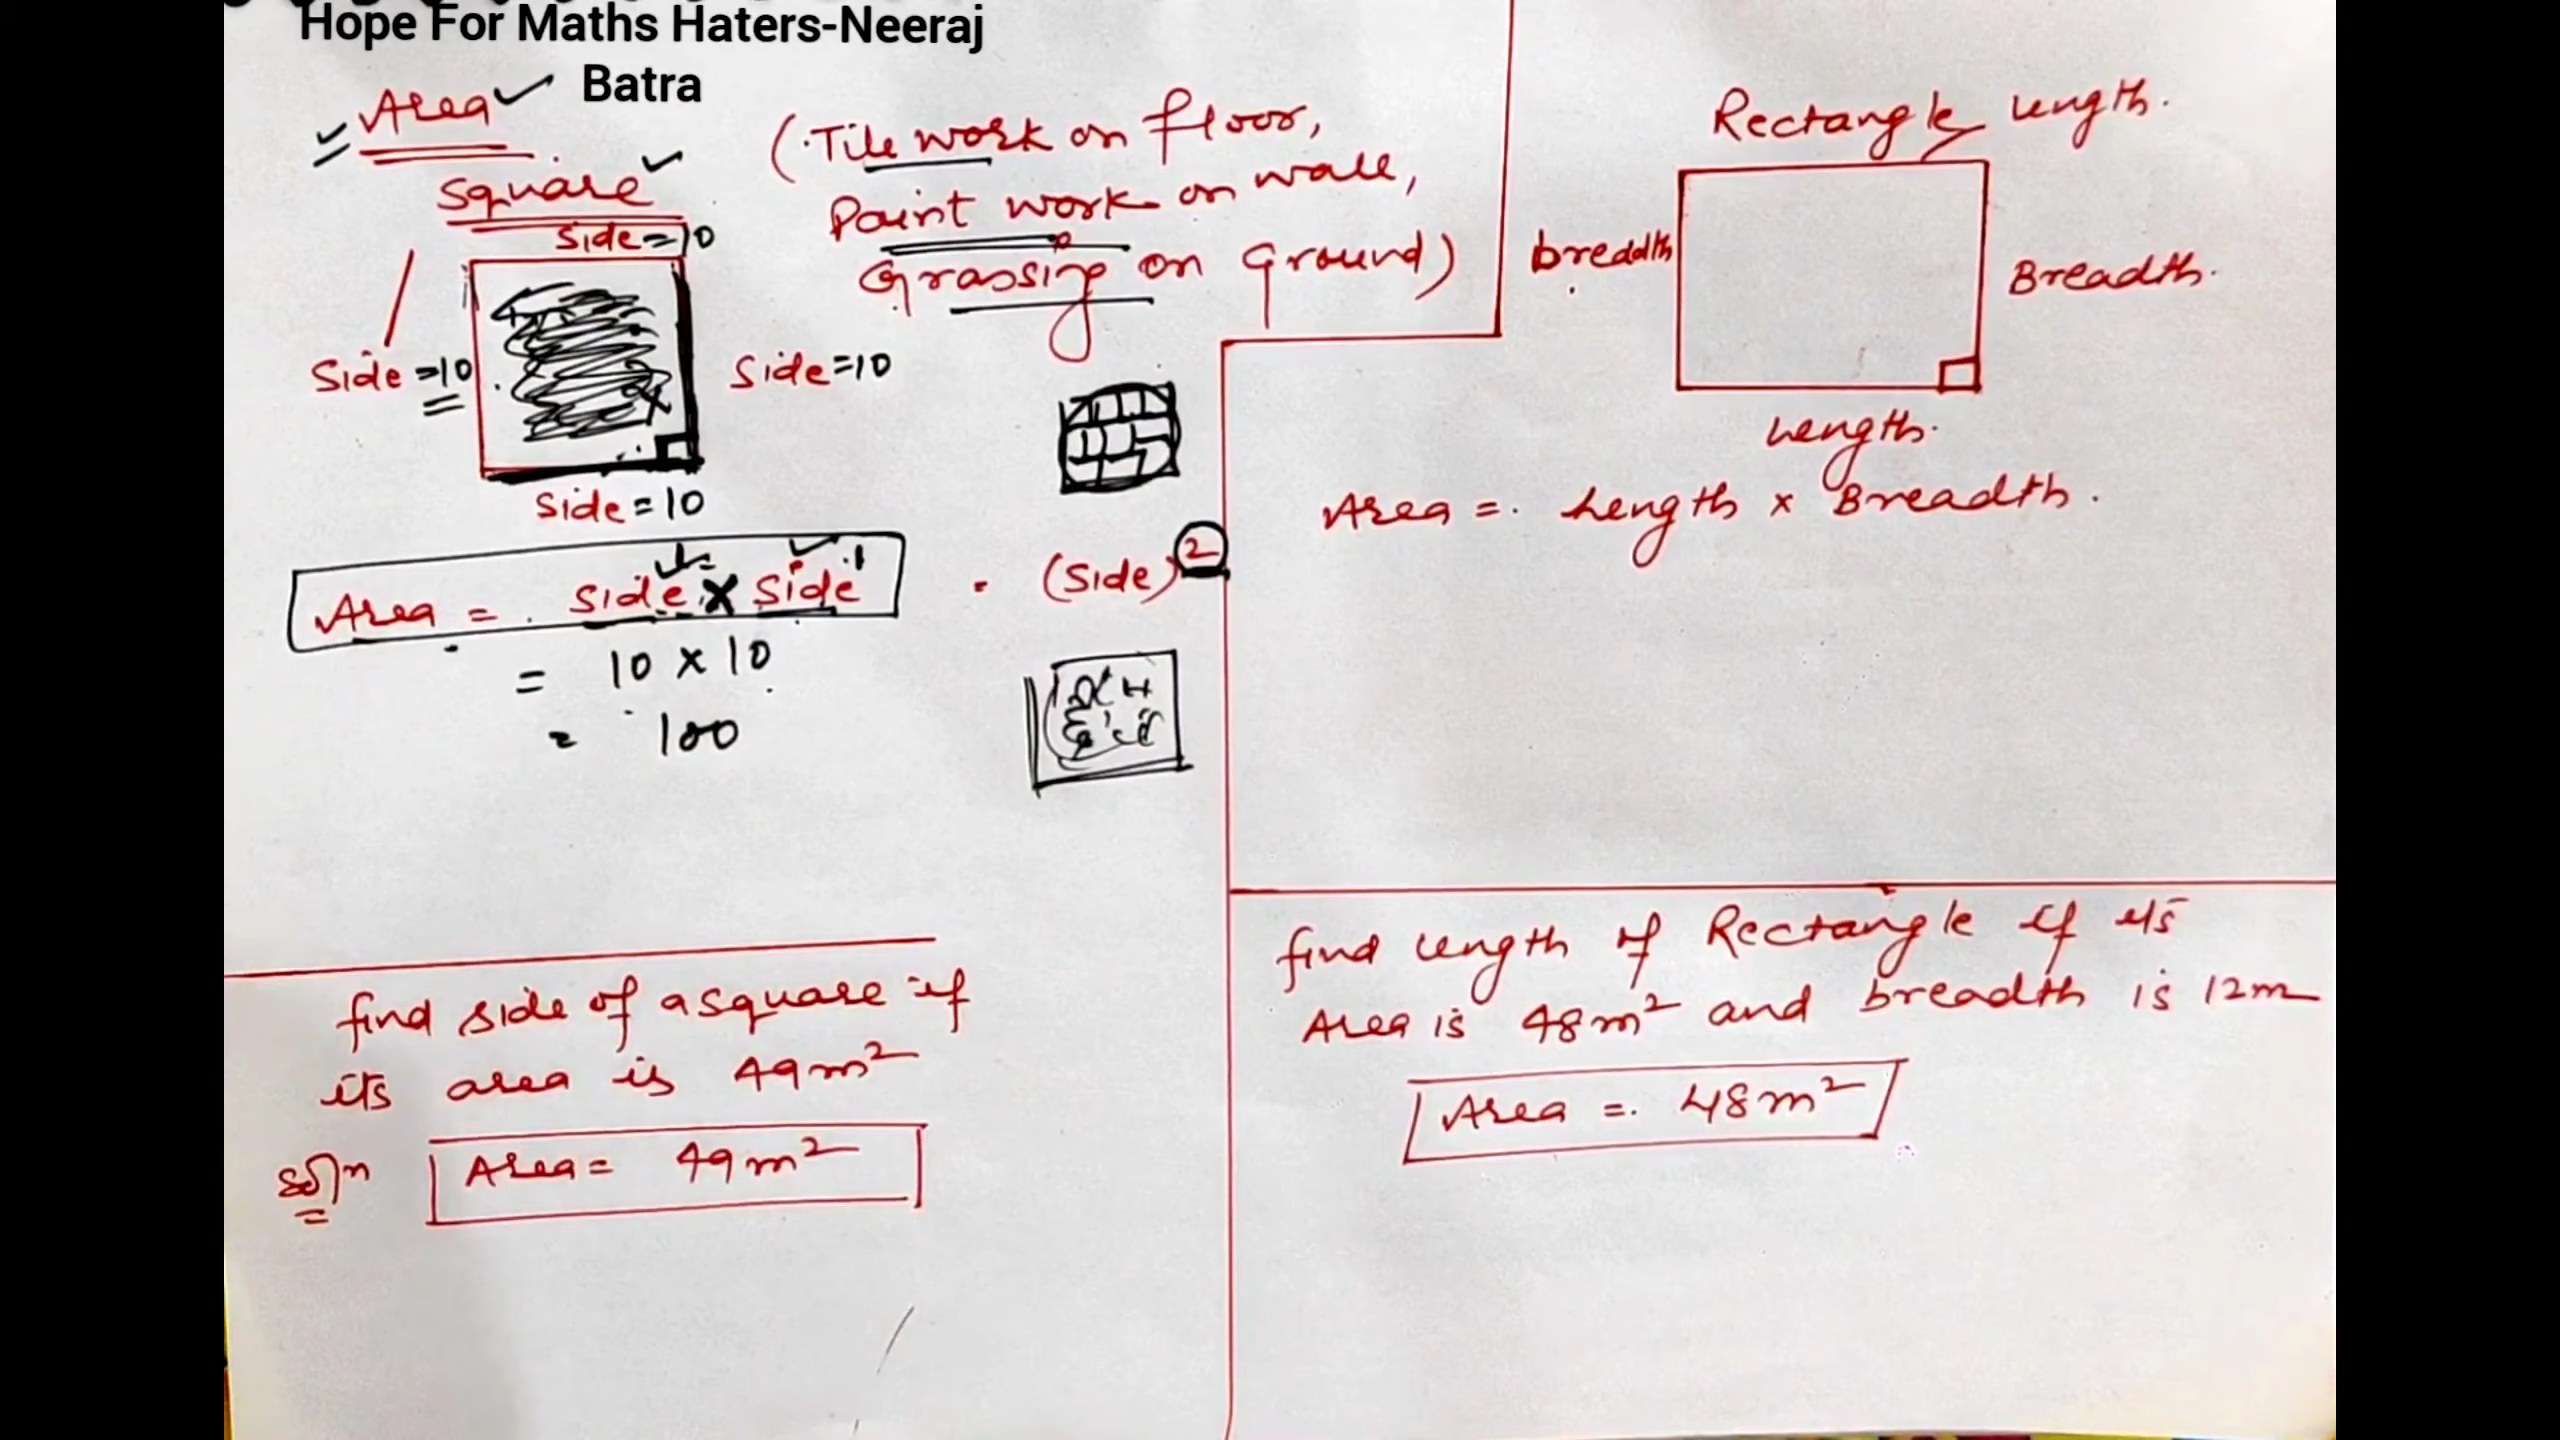 Hope For Maths Haters-Neeraj
Batra
Area
Square
(Tile work on floor,
Paint work on wall,
Grassing on Ground)
Side=10
Side=10
Side=10
Side=10
Area = Side x Side
(Side)2
= 10 x 10
= 100
find side of a square if
its area is 49m2
Soln
Area= 49m2
Rectangle length.
breadth
Breadth.
Length.
Area = Length x Breadth.
find length of Rectangle if its
Area is 48m2 and breadth is 12m
Area = 48m2